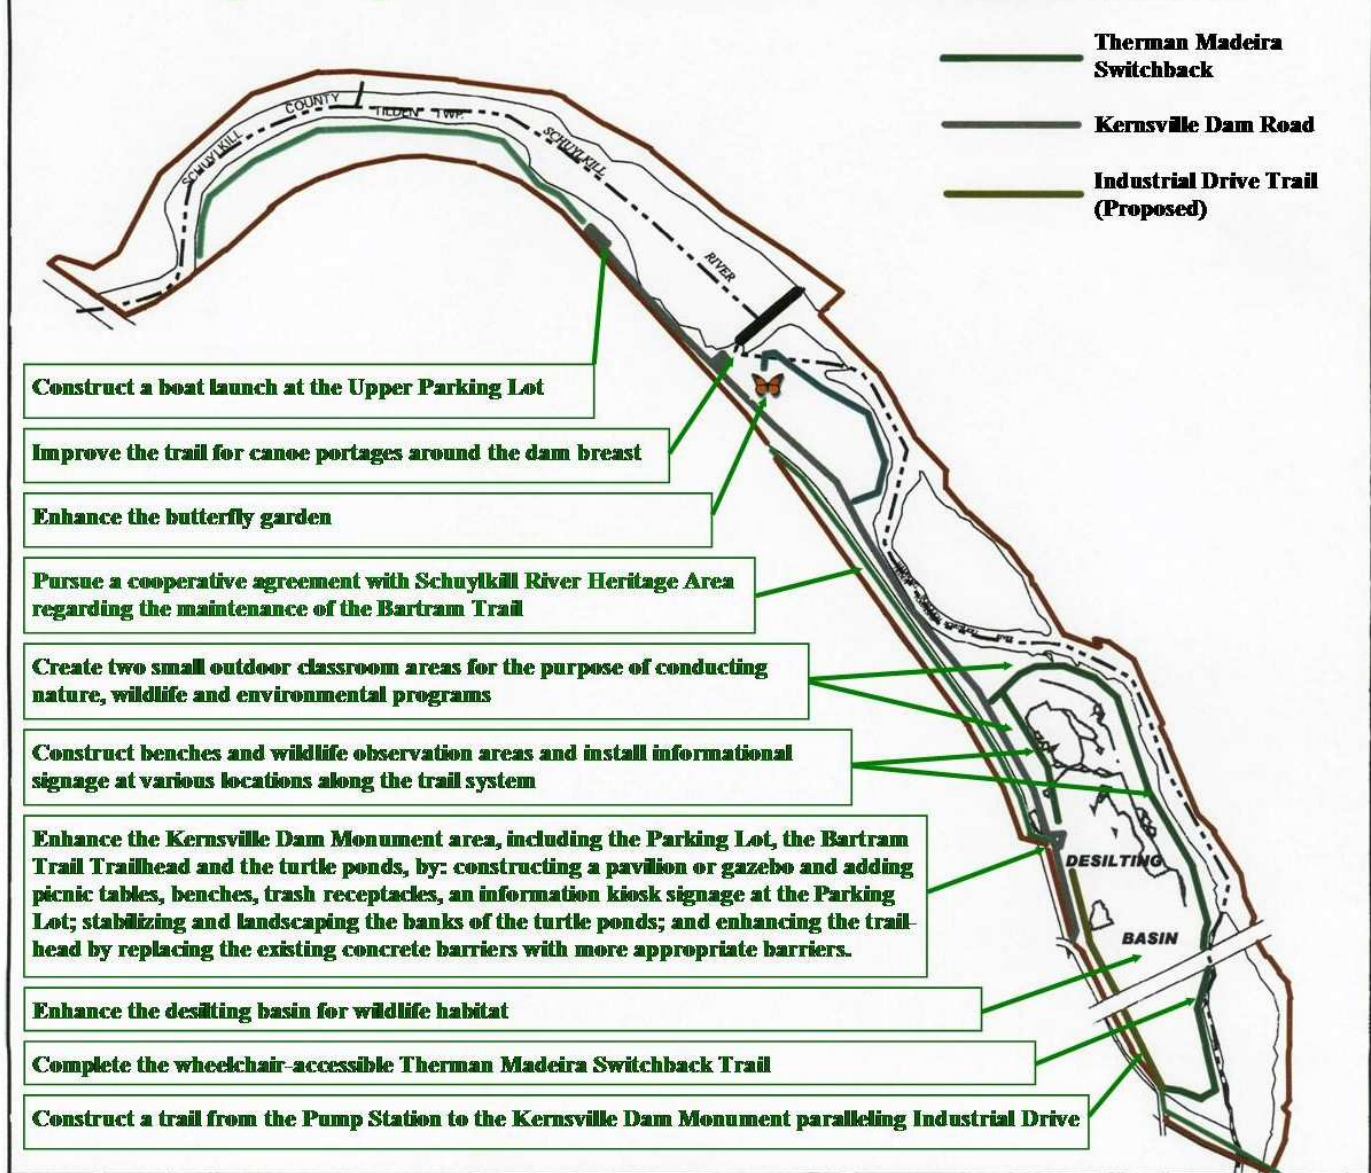 Therman Madeira
Switchback
Kernsville Dam Road
Industrial Drive Trail
(Proposed)
SCHUYLKILL
COUNTY
TILDEN TWP.
SCHUYLKILL
RIVER
Construct a boat launch at the Upper Parking Lot
Improve the trail for canoe portages around the dam breast
Enhance the butterfly garden
Pursue a cooperative agreement with Schuylkill River Heritage Area
regarding the maintenance of the Bartram Trail
Create two small outdoor classroom areas for the purpose of conducting
nature, wildlife and environmental programs
Construct benches and wildlife observation areas and install informational
signage at various locations along the trail system
Enhance the Kernsville Dam Monument area, including the Parking Lot, the Bartram
Trail Trailhead and the turtle ponds, by: constructing a pavilion or gazebo and adding
picnic tables, benches, trash receptacles, an information kiosk signage at the Parking
Lot; stabilizing and landscaping the banks of the turtle ponds; and enhancing the trail-
head by replacing the existing concrete barriers with more appropriate barriers.
DESILTING
BASIN
Enhance the desilting basin for wildlife habitat
Complete the wheelchair-accessible Therman Madeira Switchback Trail
Construct a trail from the Pump Station to the Kernsville Dam Monument paralleling Industrial Drive